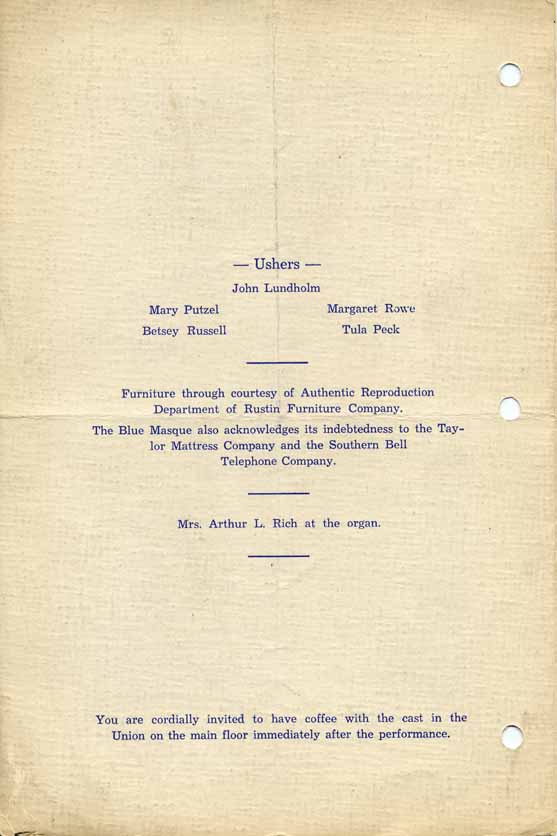 — Ushers —
John Lundholm
Mary Putzel Margaret Rowe
Betsey Russell Tula Peck
Furniture through courtesy of Authentic Reproduction
Department of Rustin Furniture Company.
The Blue Masque also acknowledges its indebtedness to the Tay-
lor Mattress Company and the Southern Bell
Telephone Company.
Mrs. Arthur L. Rich at the organ.
You are cordially invited to have coffee with the cast in the
Union on the main floor immediately after the performance.